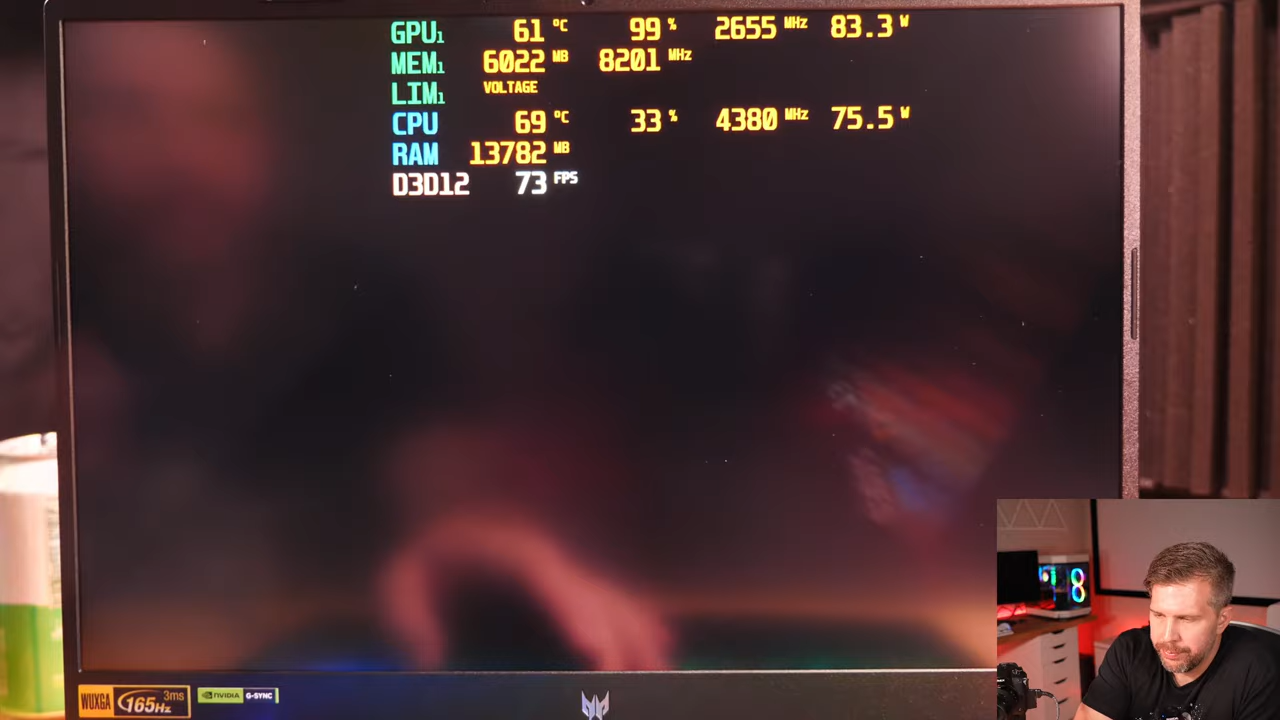 GPU1 61 °C 99 % 2655 MHz 83.3 W
MEM1 6022 MB 8201 MHz
LIM1 VOLTAGE
CPU 69 °C 33 % 4380 MHz 75.5 W
RAM 13782 MB
D3D12 73 FPS
WUXGA 165Hz 3ms
NVIDIA G-SYNC